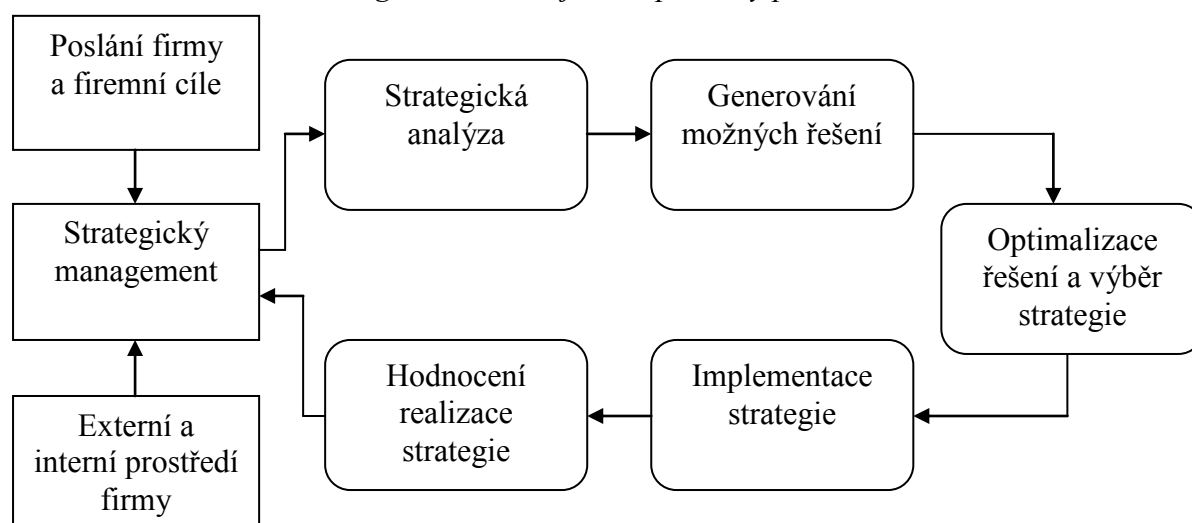 Poslání firmy
a firemní cíle
Strategická
analýza
Generování
možných řešení
Strategický
management
Optimalizace
řešení a výběr
strategie
Hodnocení
realizace
strategie
Implementace
strategie
Externí a
interní prostředí
firmy